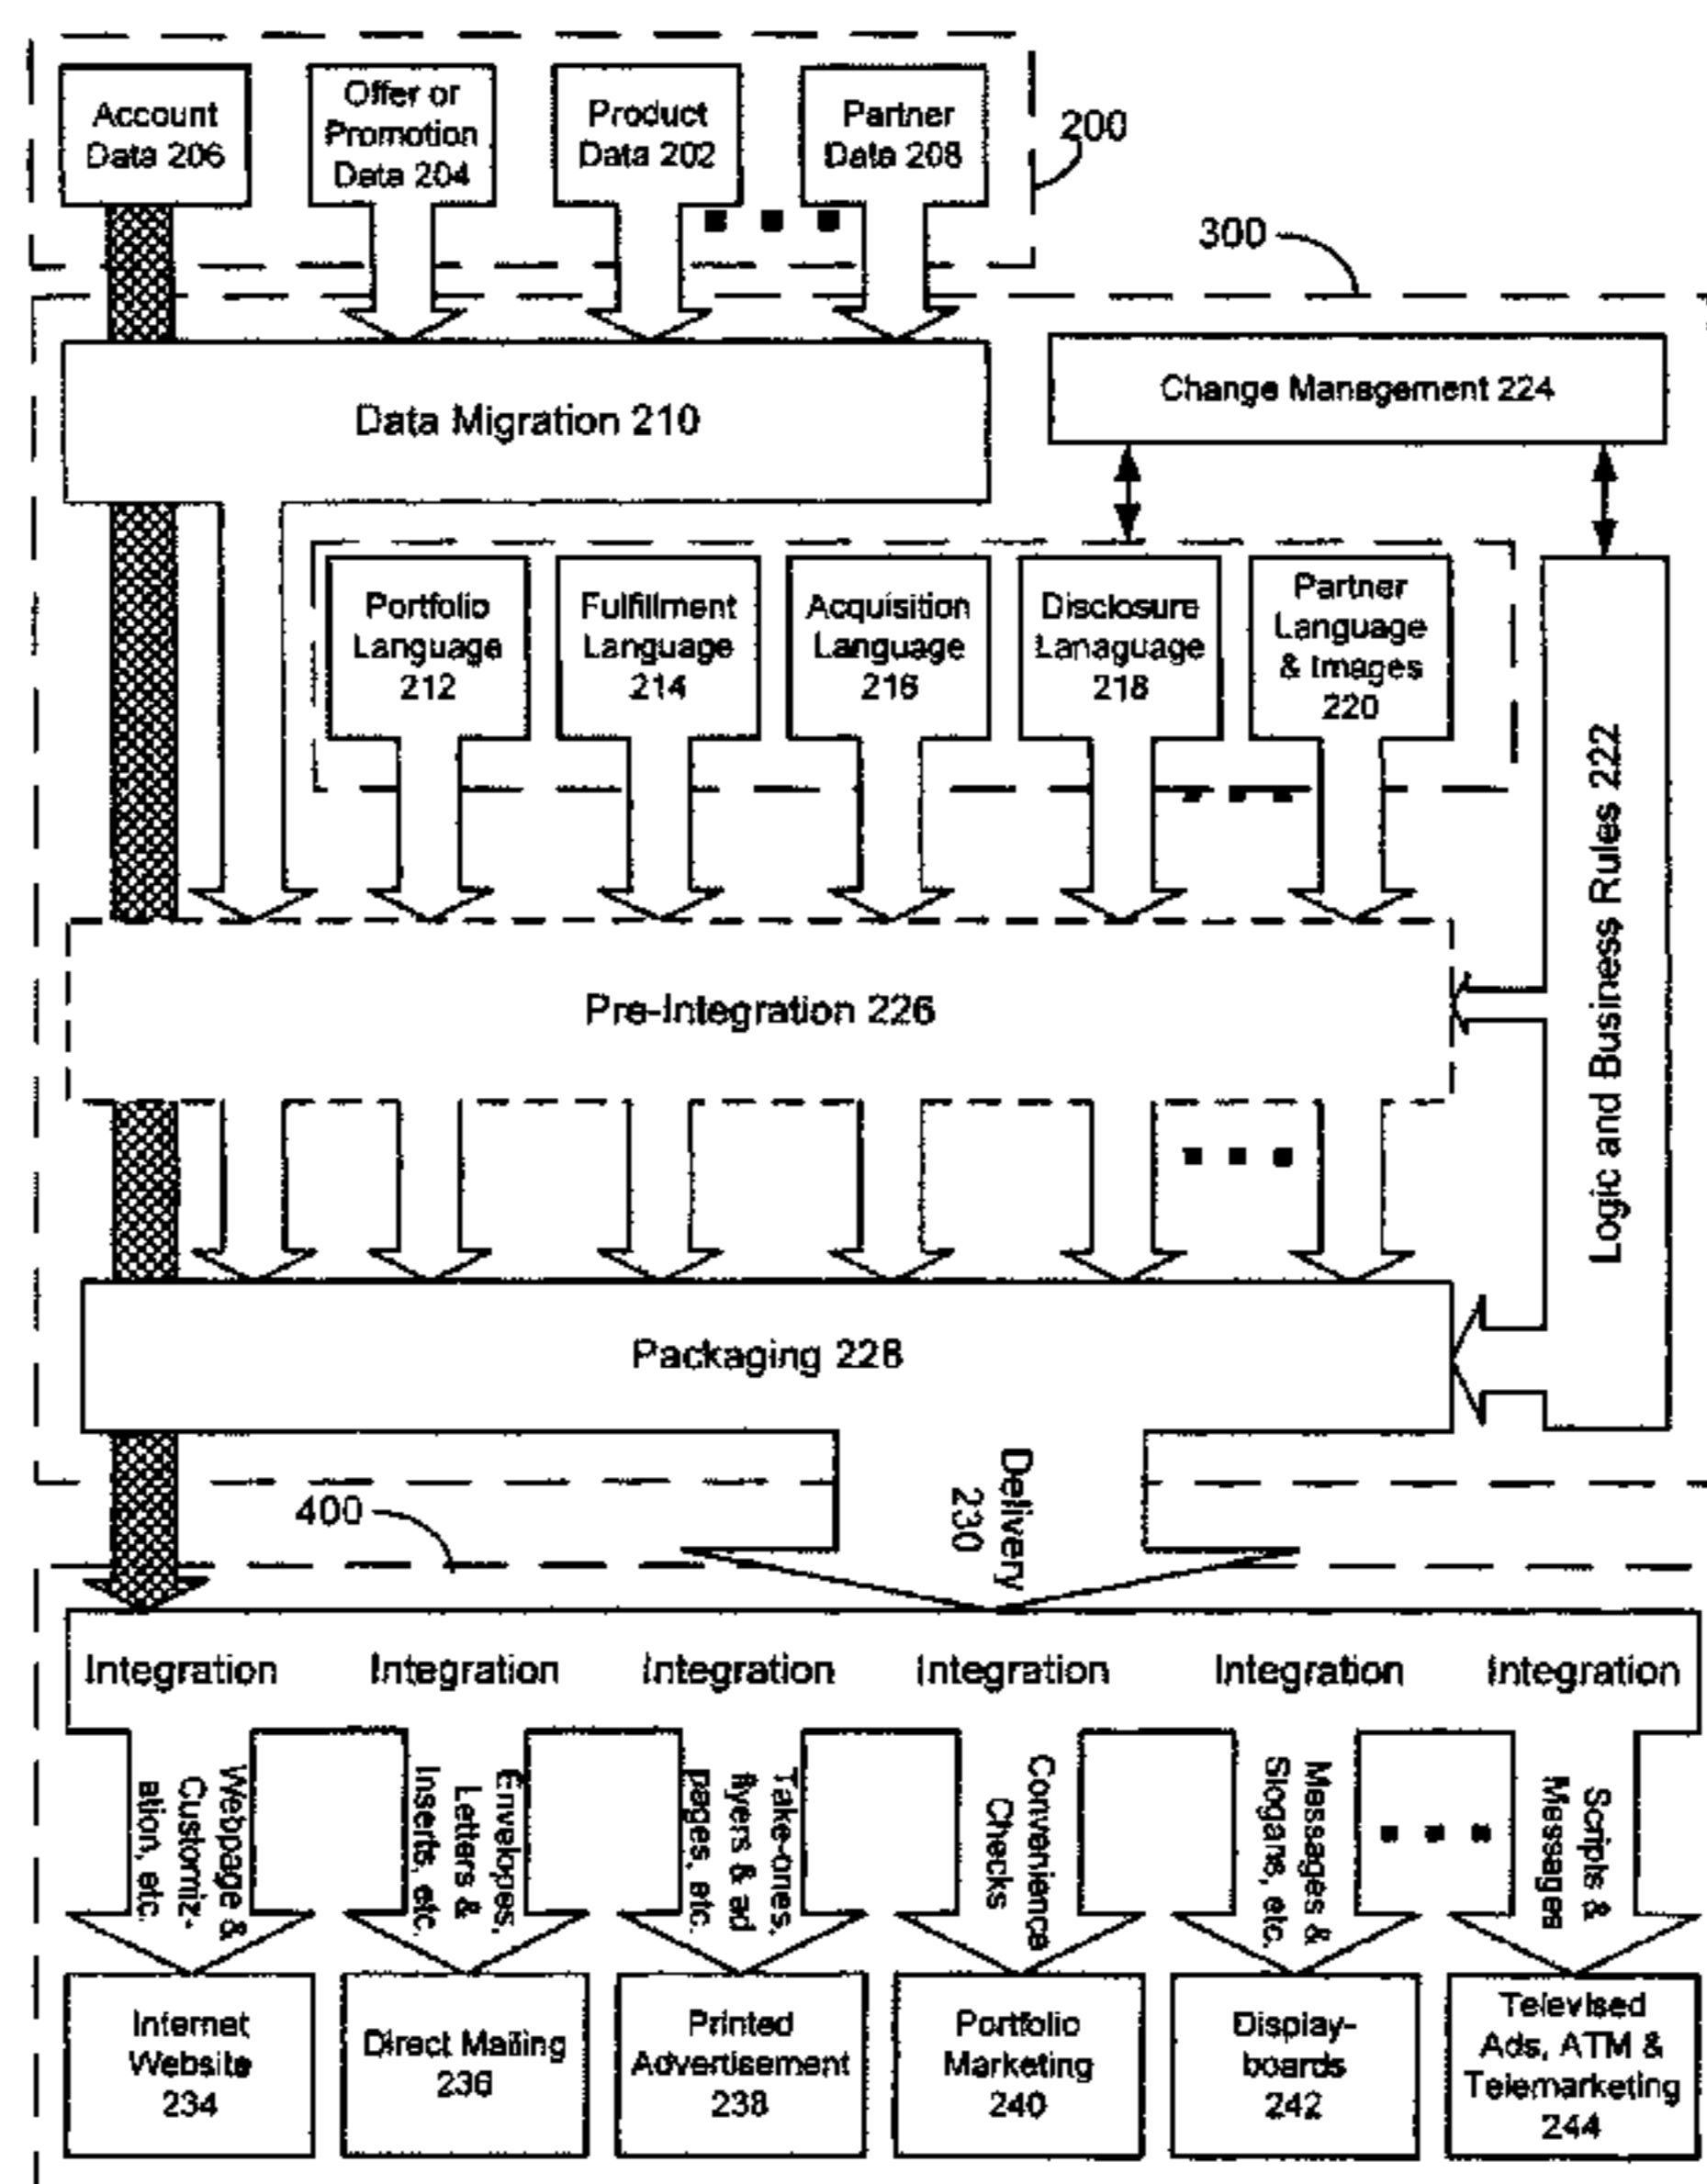 Account
Data 206
Offer or
Promotion
Data 204
Product
Data 202
Partner
Data 208
200
300
Data Migration 210
Change Management 224
Portfolio
Language
212
Fulfillment
Language
214
Acquisition
Language
216
Disclosure
Lanaguage
218
Partner
Language
& Images
220
Logic and Business Rules 222
Pre-Integration 226
Packaging 228
Delivery
230
400
Integration
Integration
Integration
Integration
Integration
Integration
Webpage &
Customiz-
ation, etc.
Envelopes,
Letters &
Inserts, etc.
Take-ones,
flyers & ad
pages, etc.
Convenience
Checks
Messages &
Slogans, etc.
Scripts &
Messages
Internet
Website
234
Direct Mailing
236
Printed
Advertisement
238
Portfolio
Marketing
240
Display-
boards
242
Televised
Ads, ATM &
Telemarketing
244